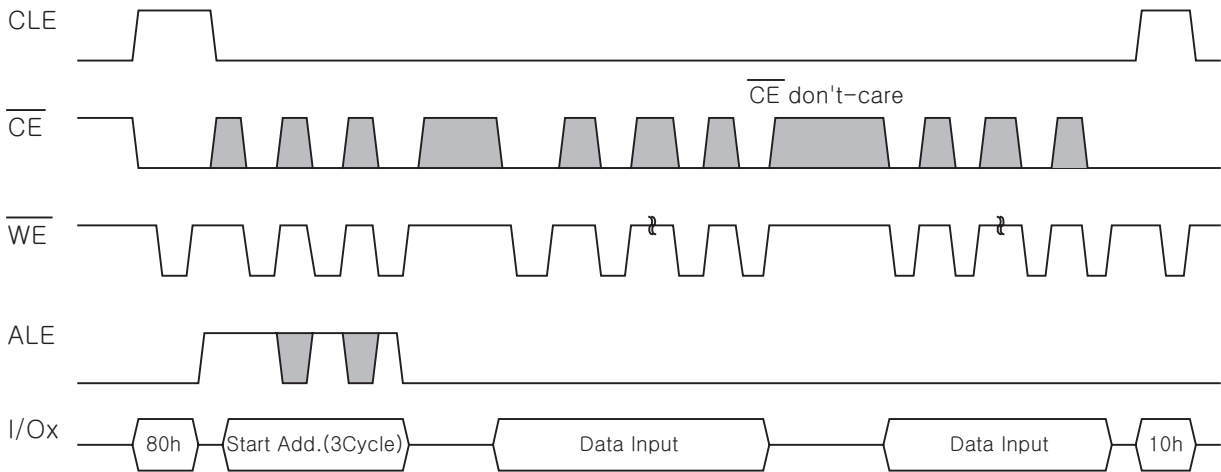 CLE
CE don't-care
CE
WE
ALE
I/Ox
80h
Start Add.(3Cycle)
Data Input
Data Input
10h